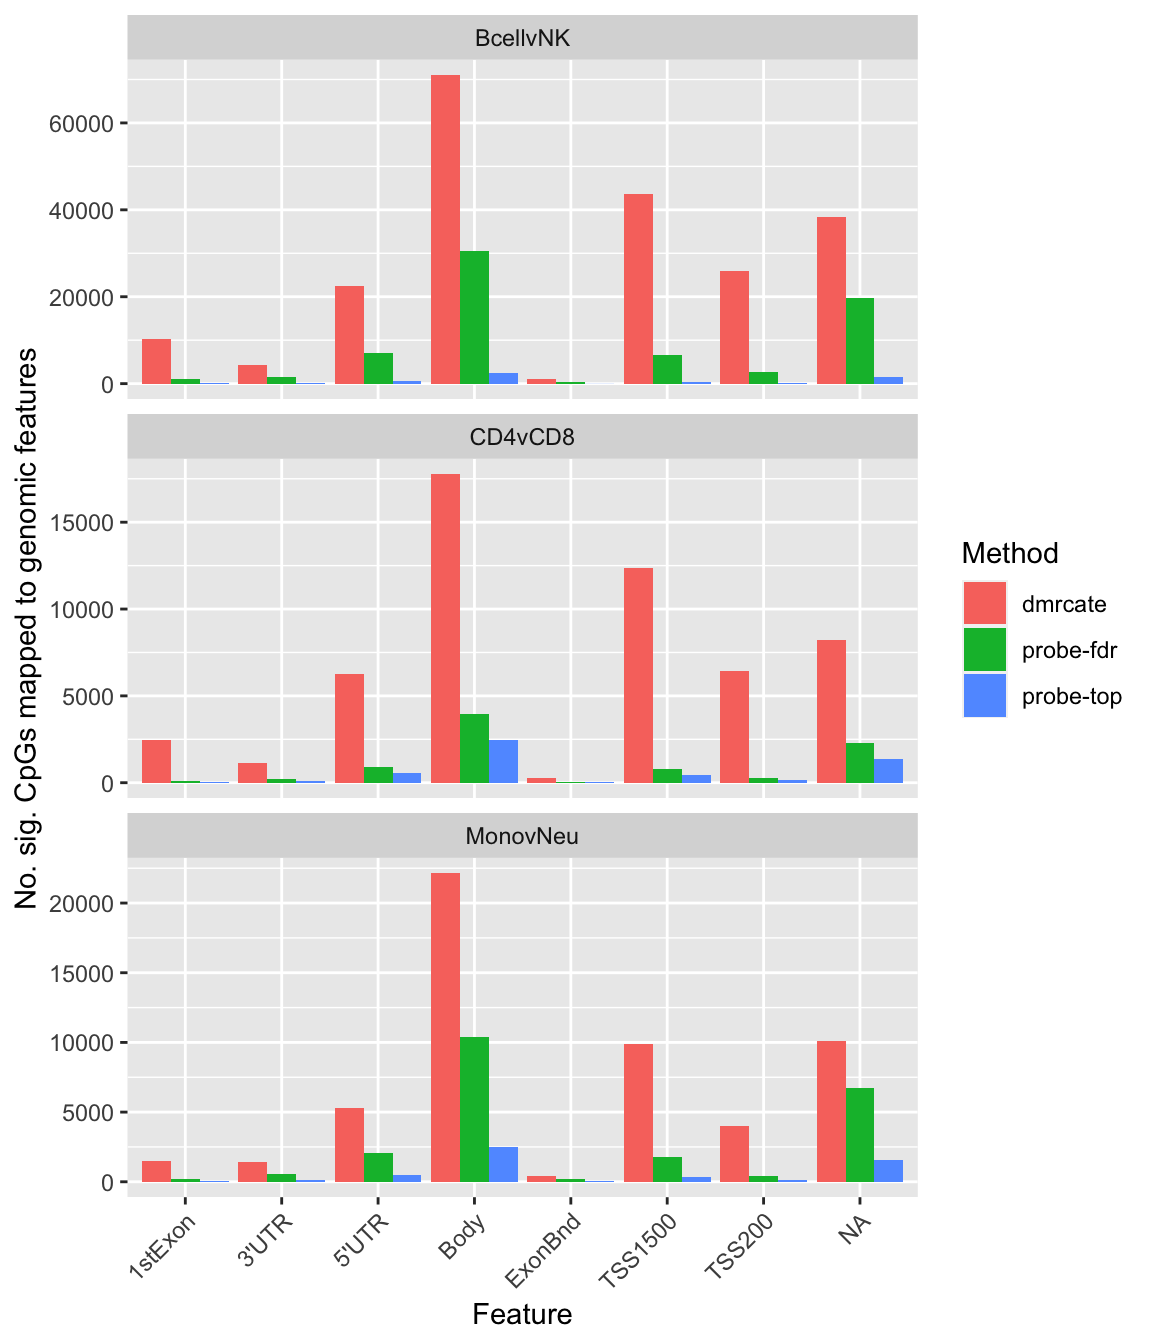 BcellvNK
60000
40000
20000
0
CD4vCD8
15000
10000
5000
0
MonovNeu
20000
15000
10000
5000
0
1stExon
3'UTR
5'UTR
Body
ExonBnd
TSS1500
TSS200
NA
Feature
No. sig. CpGs mapped to genomic features
Method
dmrcate
probe-fdr
probe-top